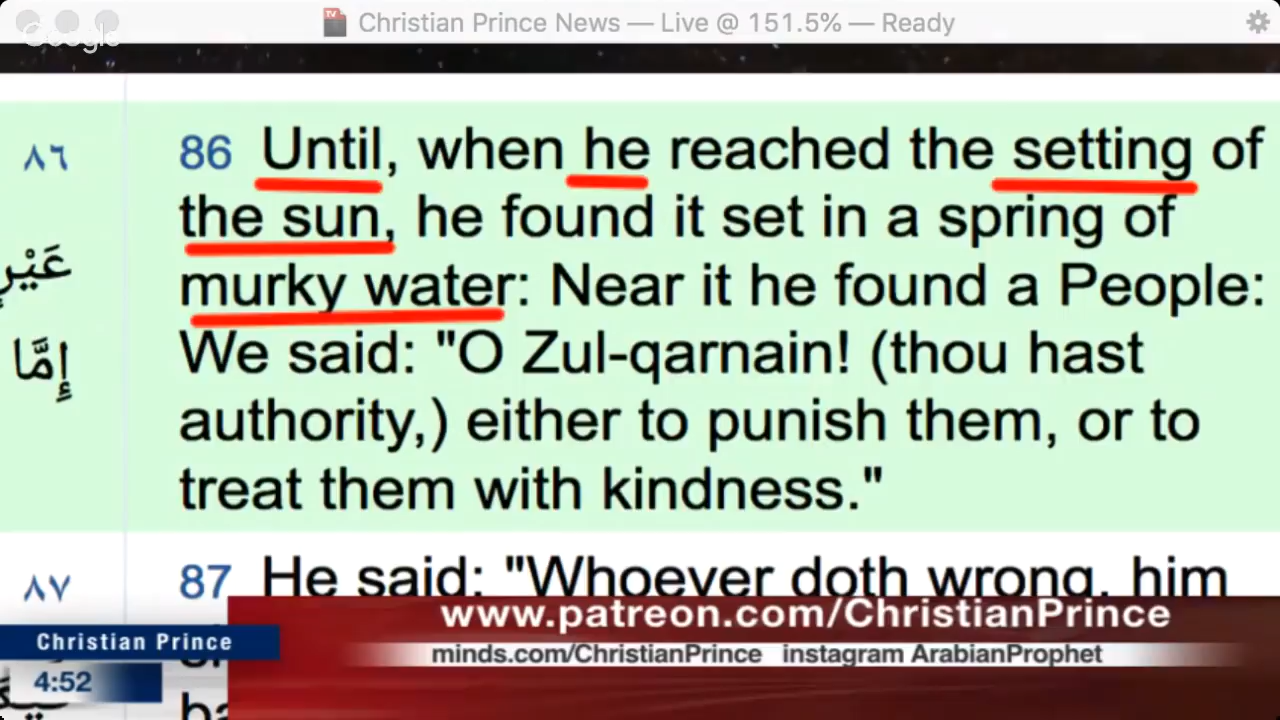 TV Christian Prince News — Live @ 151.5% — Ready
Google
٨٦
86 Until, when he reached the setting of
the sun, he found it set in a spring of
murky water: Near it he found a People:
We said: "O Zul-qarnain! (thou hast
authority,) either to punish them, or to
treat them with kindness."
إِمَّا
٨٧
87 He said: "Whoever doth wrong, him
www.patreon.com/ChristianPrince
Christian Prince
minds.com/ChristianPrince instagram ArabianProphet
4:52